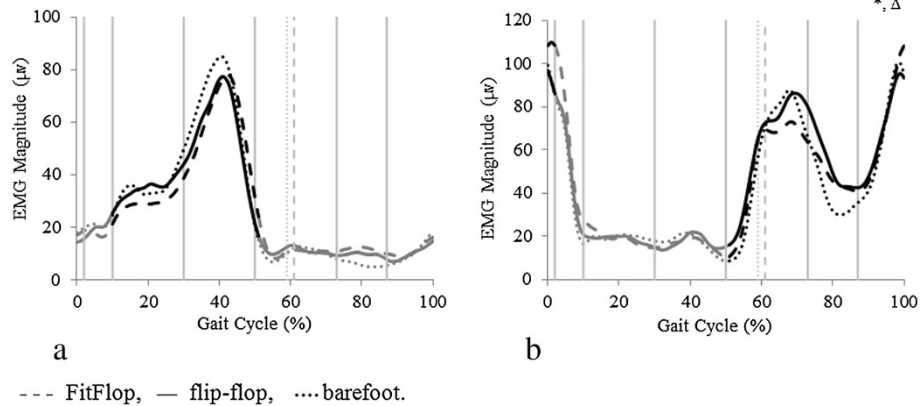 *, Δ
100
80
60
40
20
0
EMG Magnitude (μv)
0 20 40 60 80 100
Gait Cycle (%)
a
120
100
80
60
40
20
0
EMG Magnitude (μv)
0 20 40 60 80 100
Gait Cycle (%)
b
FitFlop, flip-flop, barefoot.